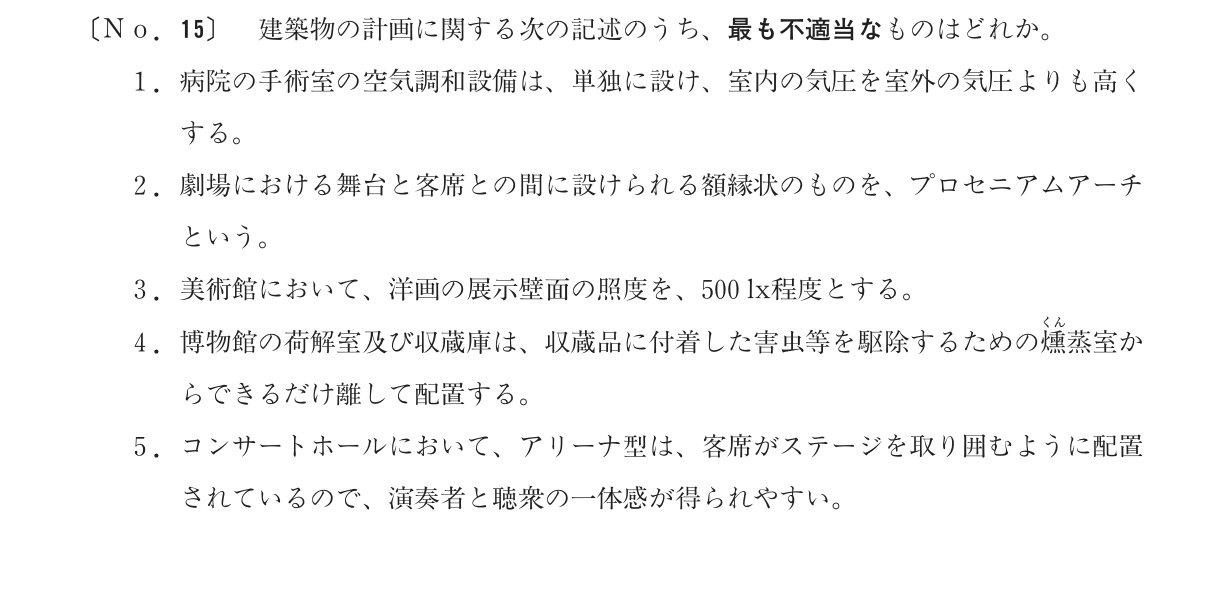 〔No. 15〕 建築物の計画に関する次の記述のうち、最も不適当なものはどれか。
1．病院の手術室の空気調和設備は、単独に設け、室内の気圧を室外の気圧よりも高く
する。
2．劇場における舞台と客席との間に設けられる額縁状のものを、プロセニアムアーチ
という。
3．美術館において、洋画の展示壁面の照度を、500 lx程度とする。
くん
4．博物館の荷解室及び収蔵庫は、収蔵品に付着した害虫等を駆除するための燻蒸室か
らできるだけ離して配置する。
5．コンサートホールにおいて、アリーナ型は、客席がステージを取り囲むように配置
されているので、演奏者と聴衆の一体感が得られやすい。